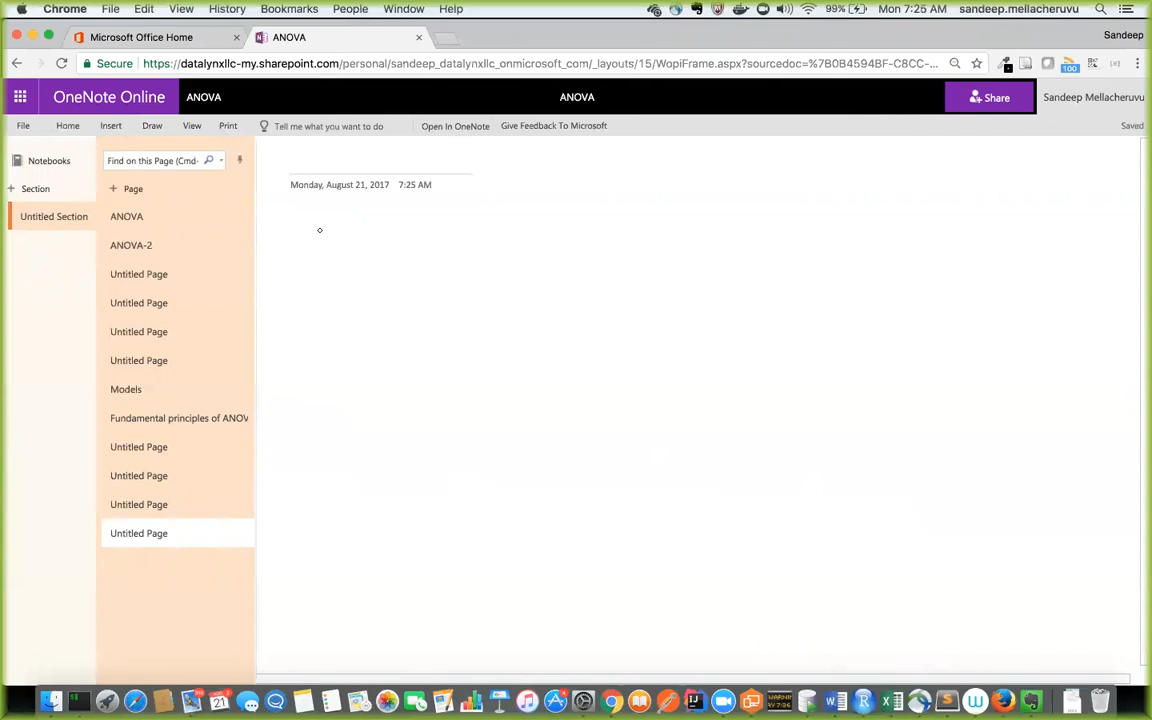 Chrome File Edit View History Bookmarks People Window Help 99% Mon 7:25 AM sandeep.mellacheruvu
Microsoft Office Home ANOVA Sandeep
Secure https://datalynxllc-my.sharepoint.com/personal/sandeep_datalynxllc_onmicrosoft_com/_layouts/15/WopiFrame.aspx?sourcedoc=%7B0B4594BF-C8CC-...
100
OneNote Online ANOVA ANOVA Share Sandeep Mellacheruvu
File Home Insert Draw View Print Tell me what you want to do Open In OneNote Give Feedback To Microsoft Saved
Notebooks Find on this Page (Cmd-
+ Section + Page
Monday, August 21, 2017 7:25 AM
Untitled Section ANOVA
ANOVA-2
Untitled Page
Untitled Page
Untitled Page
Untitled Page
Models
Fundamental principles of ANOV
Untitled Page
Untitled Page
Untitled Page
Untitled Page
21